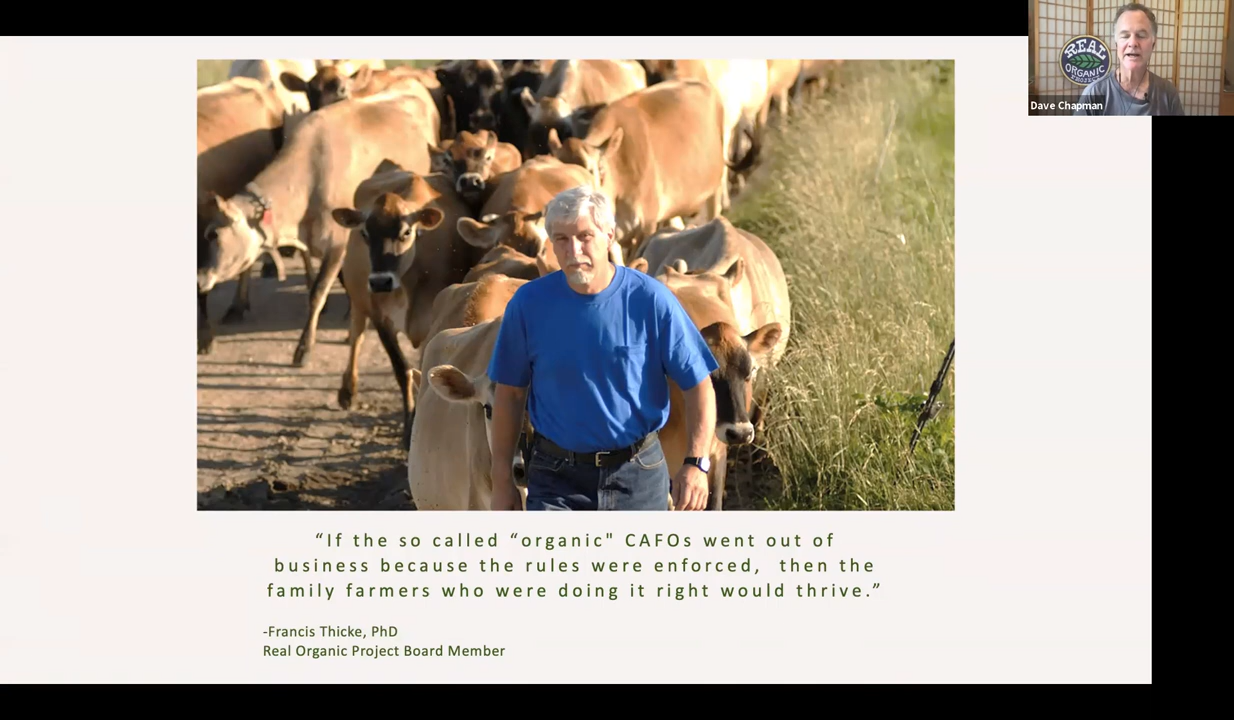 REAL
ORGANIC
PROJECT
Dave Chapman
“If the so called “organic" CAFOs went out of
business because the rules were enforced, then the
family farmers who were doing it right would thrive.”
-Francis Thicke, PhD
Real Organic Project Board Member